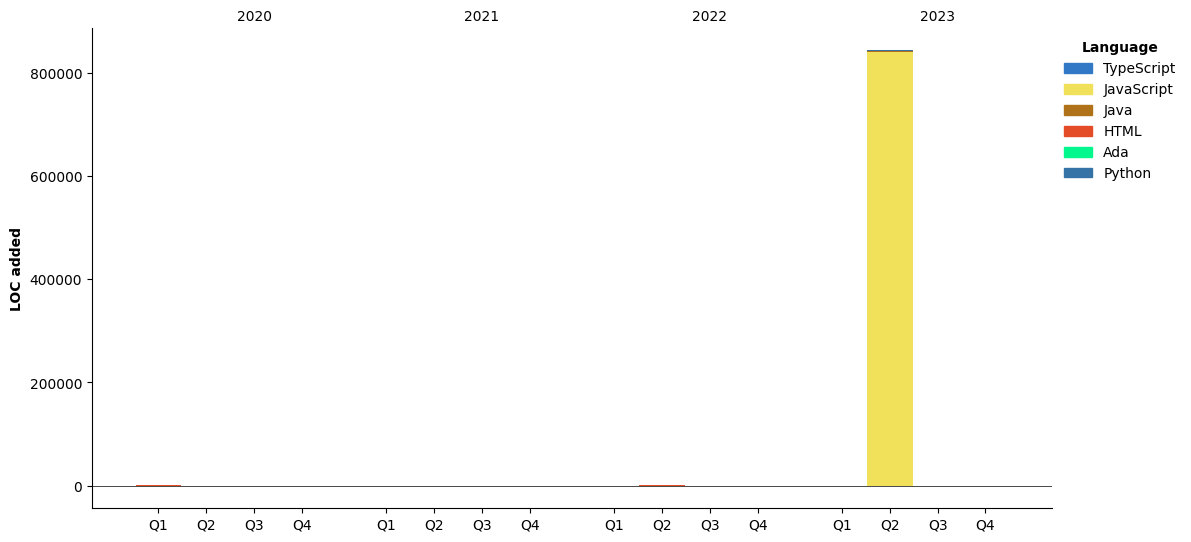 2020 2021 2022 2023
Language
TypeScript
JavaScript
Java
HTML
Ada
Python
LOC added
800000
600000
400000
200000
0
Q1 Q2 Q3 Q4 Q1 Q2 Q3 Q4 Q1 Q2 Q3 Q4 Q1 Q2 Q3 Q4